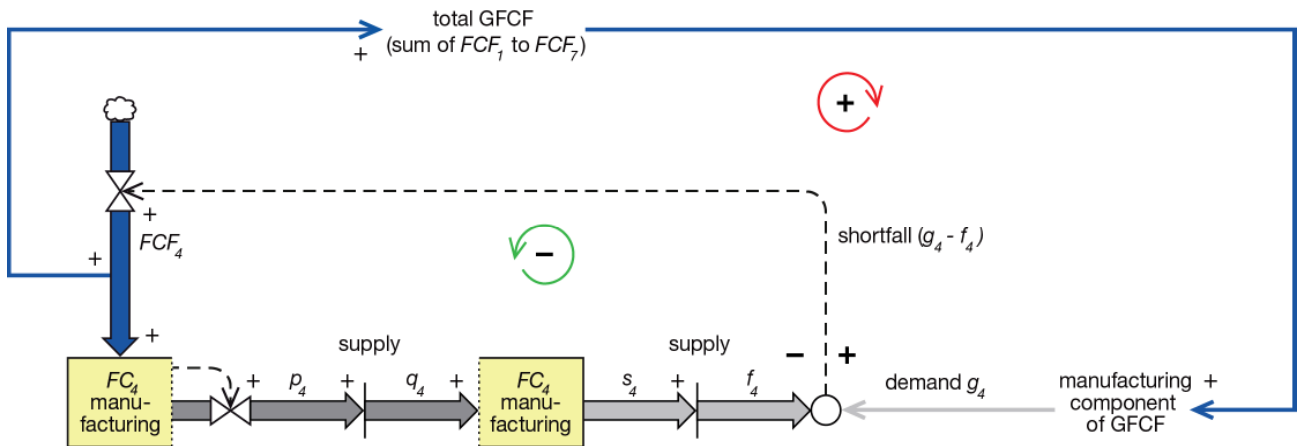 total GFCF
+ (sum of FCF₁ to FCF₇)
+
+
FCF₄
+
shortfall (g₄ - f₄)
−
+
+
supply
supply
− +
FC₄
manu-
facturing
+ p₄ + q₄ +
FC₄
manu-
facturing
s₄ + f₄
demand g₄
manufacturing +
component
of GFCF